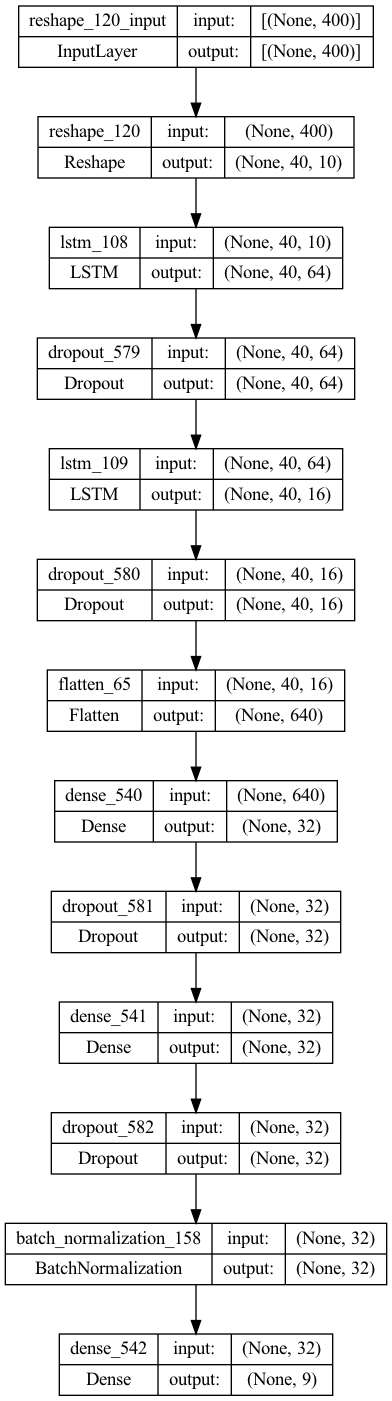 reshape_120_input input: [(None, 400)]
InputLayer output: [(None, 400)]
reshape_120 input: (None, 400)
Reshape output: (None, 40, 10)
lstm_108 input: (None, 40, 10)
LSTM output: (None, 40, 64)
dropout_579 input: (None, 40, 64)
Dropout output: (None, 40, 64)
lstm_109 input: (None, 40, 64)
LSTM output: (None, 40, 16)
dropout_580 input: (None, 40, 16)
Dropout output: (None, 40, 16)
flatten_65 input: (None, 40, 16)
Flatten output: (None, 640)
dense_540 input: (None, 640)
Dense output: (None, 32)
dropout_581 input: (None, 32)
Dropout output: (None, 32)
dense_541 input: (None, 32)
Dense output: (None, 32)
dropout_582 input: (None, 32)
Dropout output: (None, 32)
batch_normalization_158 input: (None, 32)
BatchNormalization output: (None, 32)
dense_542 input: (None, 32)
Dense output: (None, 9)